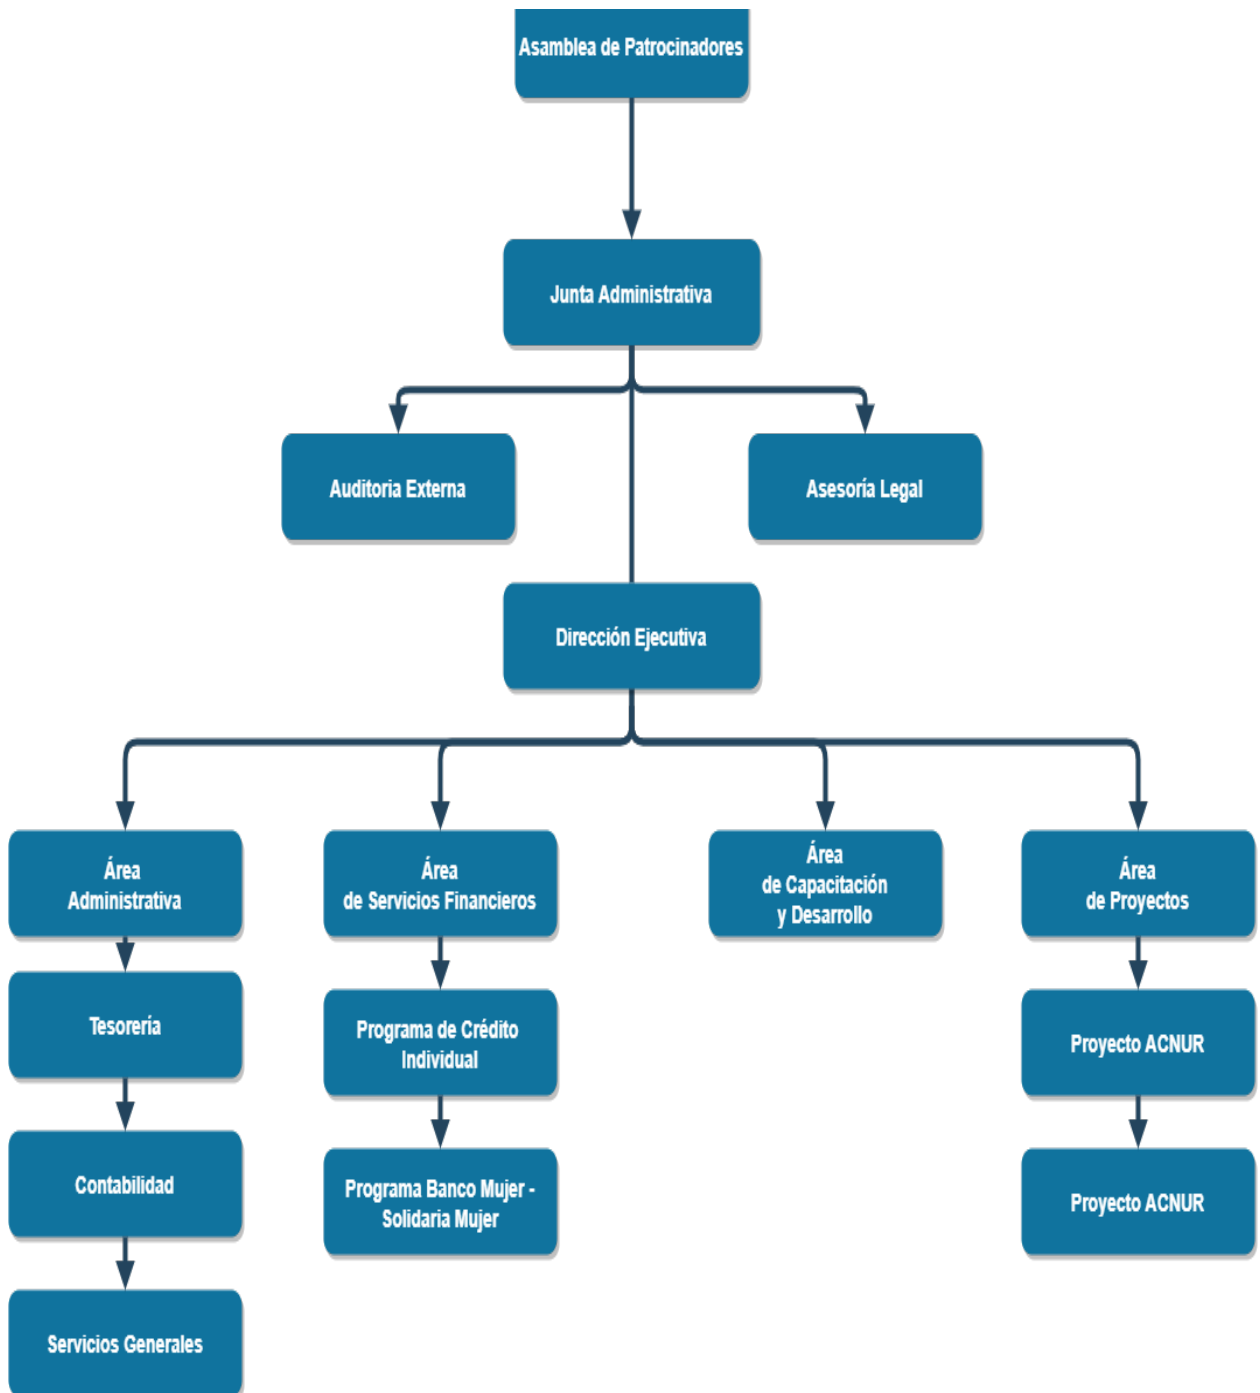 Asamblea de Patrocinadores
Junta Administrativa
Auditoria Externa
Asesoría Legal
Dirección Ejecutiva
Área
Administrativa
Área
de Servicios Financieros
Área
de Capacitación
y Desarrollo
Área
de Proyectos
Tesorería
Programa de Crédito
Individual
Proyecto ACNUR
Contabilidad
Programa Banco Mujer -
Solidaria Mujer
Proyecto ACNUR
Servicios Generales